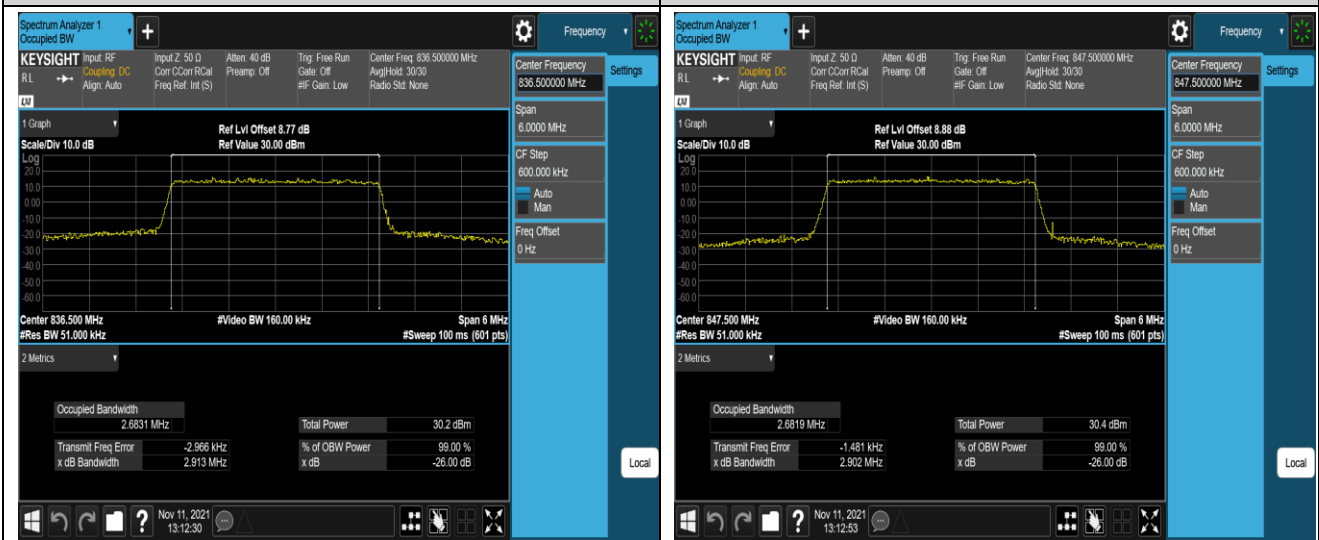 Spectrum Analyzer 1
Occupied BW
+
Frequency
KEYSIGHT Input: RF Input Z: 50 Ω Atten: 40 dB Trig: Free Run Center Freq: 836.500000 MHz
RL Coupling: DC Corr CCorr RCal Preamp: Off Gate: Off Avg|Hold: 30/30
Align: Auto Freq Ref: Int (S) #IF Gain: Low Radio Std: None
LXI
Center Frequency
836.500000 MHz
Settings
Span
6.0000 MHz
CF Step
600.000 kHz
Auto
Man
Freq Offset
0 Hz
Local
1 Graph
Ref Lvl Offset 8.77 dB
Scale/Div 10.0 dB Ref Value 30.00 dBm
Log
20.0
10.0
0.00
-10.0
-20.0
-30.0
-40.0
-50.0
-60.0
Center 836.500 MHz #Video BW 160.00 kHz Span 6 MHz
#Res BW 51.000 kHz #Sweep 100 ms (601 pts)
2 Metrics
Occupied Bandwidth
2.6831 MHz Total Power 30.2 dBm
Transmit Freq Error -2.966 kHz % of OBW Power 99.00 %
x dB Bandwidth 2.913 MHz x dB -26.00 dB
? Nov 11, 2021
13:12:30
Spectrum Analyzer 1
Occupied BW
+
Frequency
KEYSIGHT Input: RF Input Z: 50 Ω Atten: 40 dB Trig: Free Run Center Freq: 847.500000 MHz
RL Coupling: DC Corr CCorr RCal Preamp: Off Gate: Off Avg|Hold: 30/30
Align: Auto Freq Ref: Int (S) #IF Gain: Low Radio Std: None
LXI
Center Frequency
847.500000 MHz
Settings
Span
6.0000 MHz
CF Step
600.000 kHz
Auto
Man
Freq Offset
0 Hz
Local
1 Graph
Ref Lvl Offset 8.88 dB
Scale/Div 10.0 dB Ref Value 30.00 dBm
Log
20.0
10.0
0.00
-10.0
-20.0
-30.0
-40.0
-50.0
-60.0
Center 847.500 MHz #Video BW 160.00 kHz Span 6 MHz
#Res BW 51.000 kHz #Sweep 100 ms (601 pts)
2 Metrics
Occupied Bandwidth
2.6819 MHz Total Power 30.4 dBm
Transmit Freq Error -1.481 kHz % of OBW Power 99.00 %
x dB Bandwidth 2.902 MHz x dB -26.00 dB
? Nov 11, 2021
13:12:53